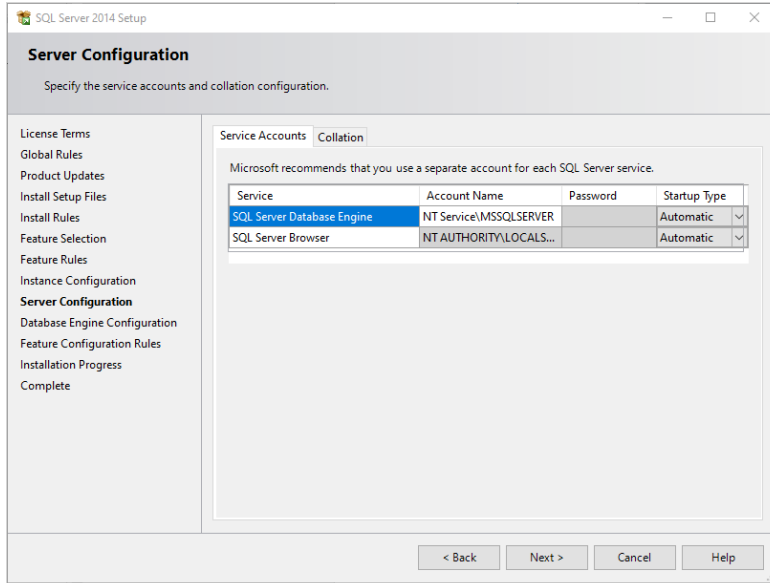 SQL Server 2014 Setup
Server Configuration
Specify the service accounts and collation configuration.
License Terms
Global Rules
Product Updates
Install Setup Files
Install Rules
Feature Selection
Feature Rules
Instance Configuration
Server Configuration
Database Engine Configuration
Feature Configuration Rules
Installation Progress
Complete
Service Accounts Collation
Microsoft recommends that you use a separate account for each SQL Server service.
Service Account Name Password Startup Type
SQL Server Database Engine NT Service\MSSQLSERVER Automatic
SQL Server Browser NT AUTHORITY\LOCALS... Automatic
< Back Next > Cancel Help